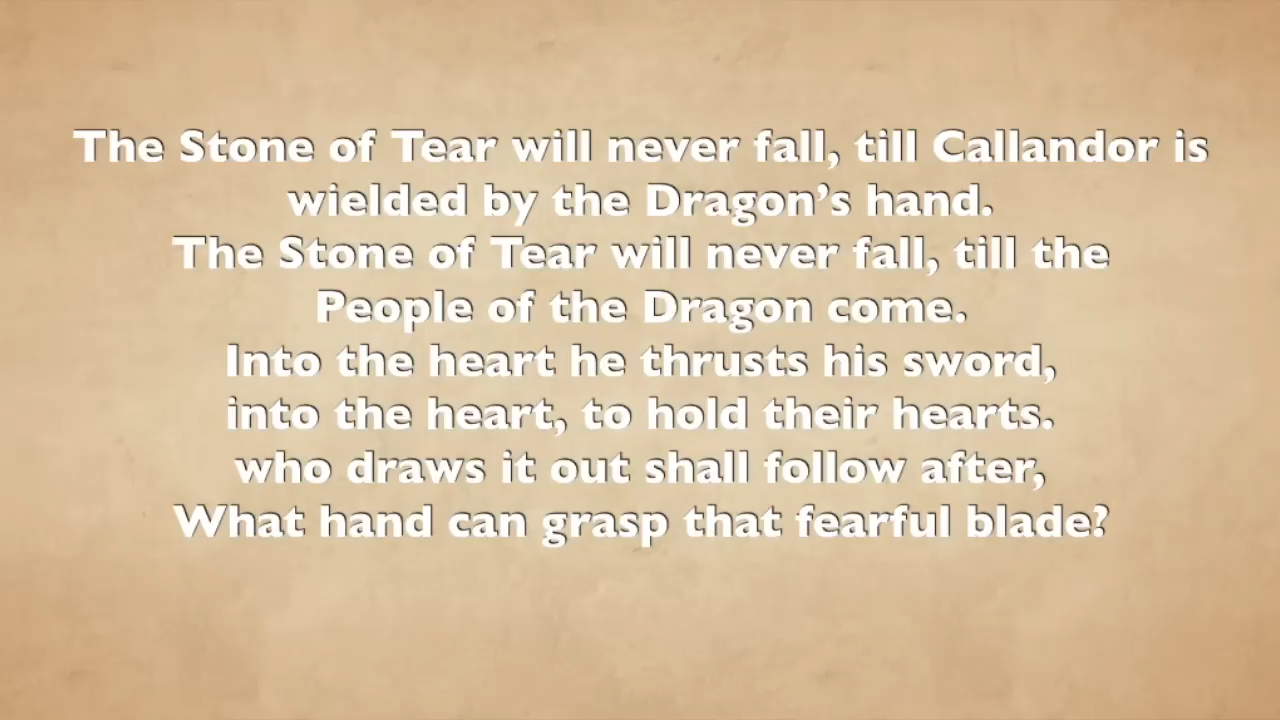 The Stone of Tear will never fall, till Callandor is
wielded by the Dragon’s hand.
The Stone of Tear will never fall, till the
People of the Dragon come.
Into the heart he thrusts his sword,
into the heart, to hold their hearts.
who draws it out shall follow after,
What hand can grasp that fearful blade?